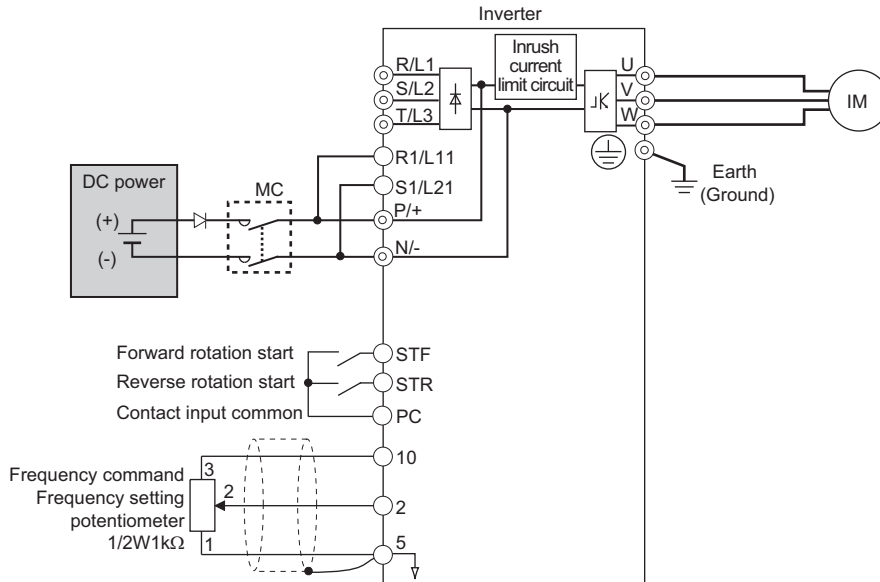 Inverter
R/L1
S/L2
T/L3
Inrush
current
limit circuit
U
V
W
IM
R1/L11
S1/L21
Earth
(Ground)
DC power
(+)
(-)
MC
P/+
N/-
Forward rotation start
STF
Reverse rotation start
STR
Contact input common
PC
10
3
Frequency command
2
Frequency setting
2
potentiometer
1/2W1kΩ
1
5